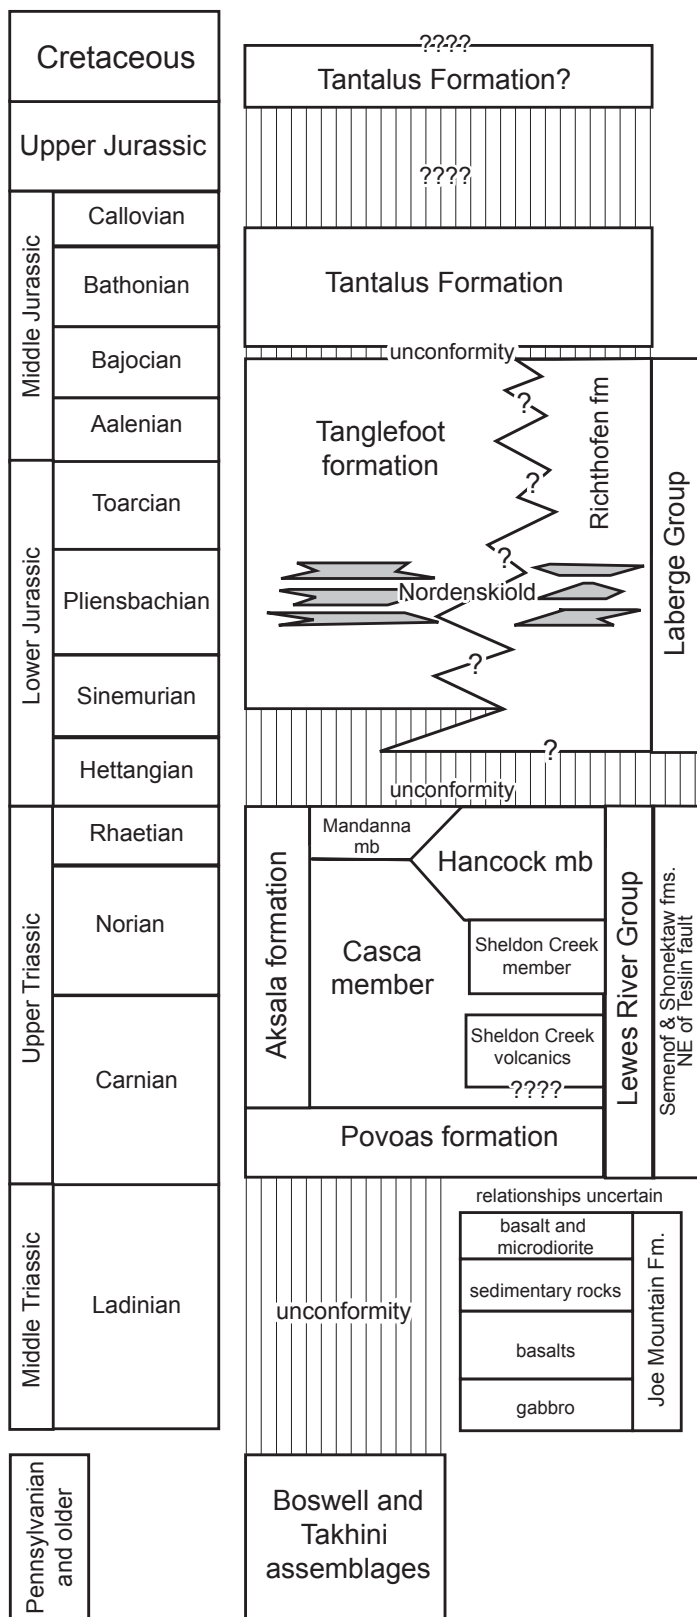 Cretaceous
Upper Jurassic
Middle Jurassic
Callovian
Bathonian
Bajocian
Aalenian
Lower Jurassic
Toarcian
Pliensbachian
Sinemurian
Hettangian
Upper Triassic
Rhaetian
Norian
Carnian
Middle Triassic
Ladinian
Pennsylvanian
and older
????
Tantalus Formation?
????
Tantalus Formation
unconformity
Tanglefoot
formation
?
?
?
?
Richthofen fm
Nordenskiold
?
Laberge Group
unconformity
Aksala formation
Mandanna
mb
Hancock mb
Casca
member
Sheldon Creek
member
Sheldon Creek
volcanics
????
Povoas formation
Lewes River Group
Semenof & Shonektaw fms.
NE of Teslin fault
relationships uncertain
basalt and
microdiorite
sedimentary rocks
basalts
gabbro
Joe Mountain Fm.
unconformity
Boswell and
Takhini
assemblages